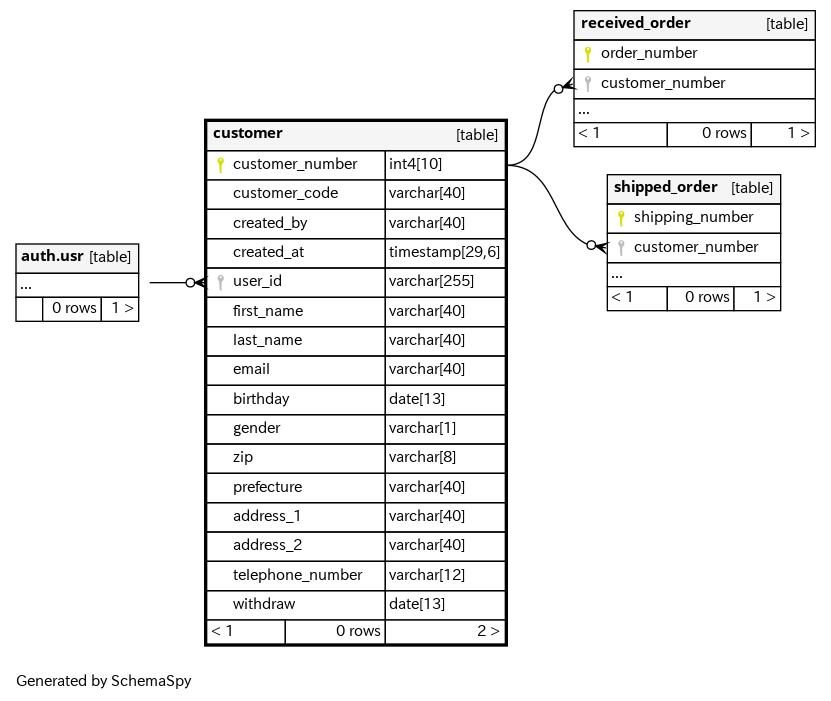 received_order [table]
order_number
customer_number
...
< 1 0 rows 1 >
customer [table]
customer_number int4[10]
customer_code varchar[40]
created_by varchar[40]
created_at timestamp[29,6]
user_id varchar[255]
first_name varchar[40]
last_name varchar[40]
email varchar[40]
birthday date[13]
gender varchar[1]
zip varchar[8]
prefecture varchar[40]
address_1 varchar[40]
address_2 varchar[40]
telephone_number varchar[12]
withdraw date[13]
< 1 0 rows 2 >
shipped_order [table]
shipping_number
customer_number
...
< 1 0 rows 1 >
auth.usr [table]
...
0 rows 1 >
Generated by SchemaSpy